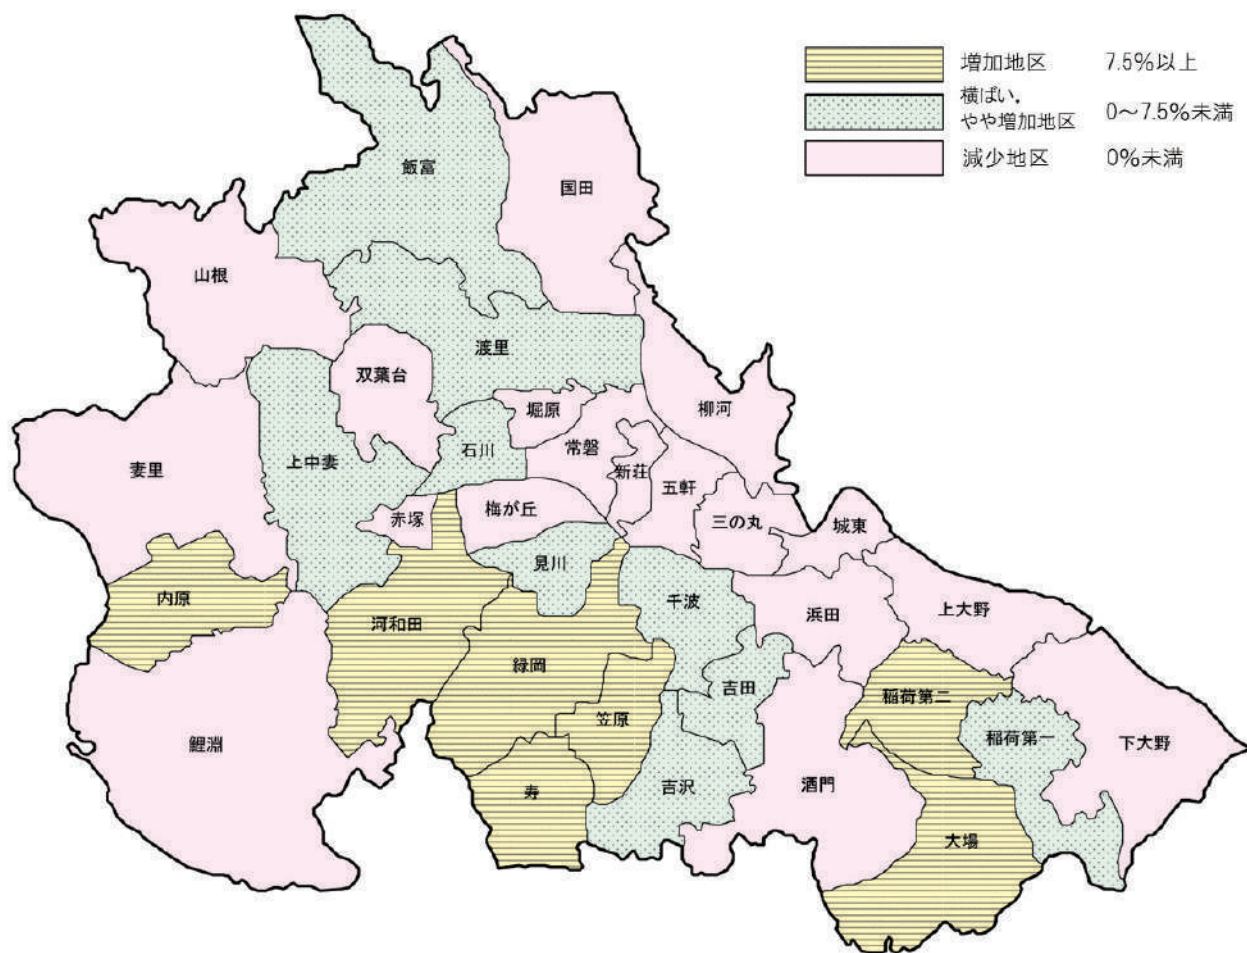 増加地区 7.5%以上
横ばい,
やや増加地区 0～7.5%未満
減少地区 0%未満
飯富
国田
山根
渡里
双葉台
柳河
堀原
妻里
上中妻
石川
常磐
新荘
五軒
赤塚
梅が丘
三の丸
城東
見川
内原
千波
浜田
上大野
河和田
緑岡
吉田
稲荷第二
笠原
鯉淵
稲荷第一
下大野
寿
吉沢
酒門
大場